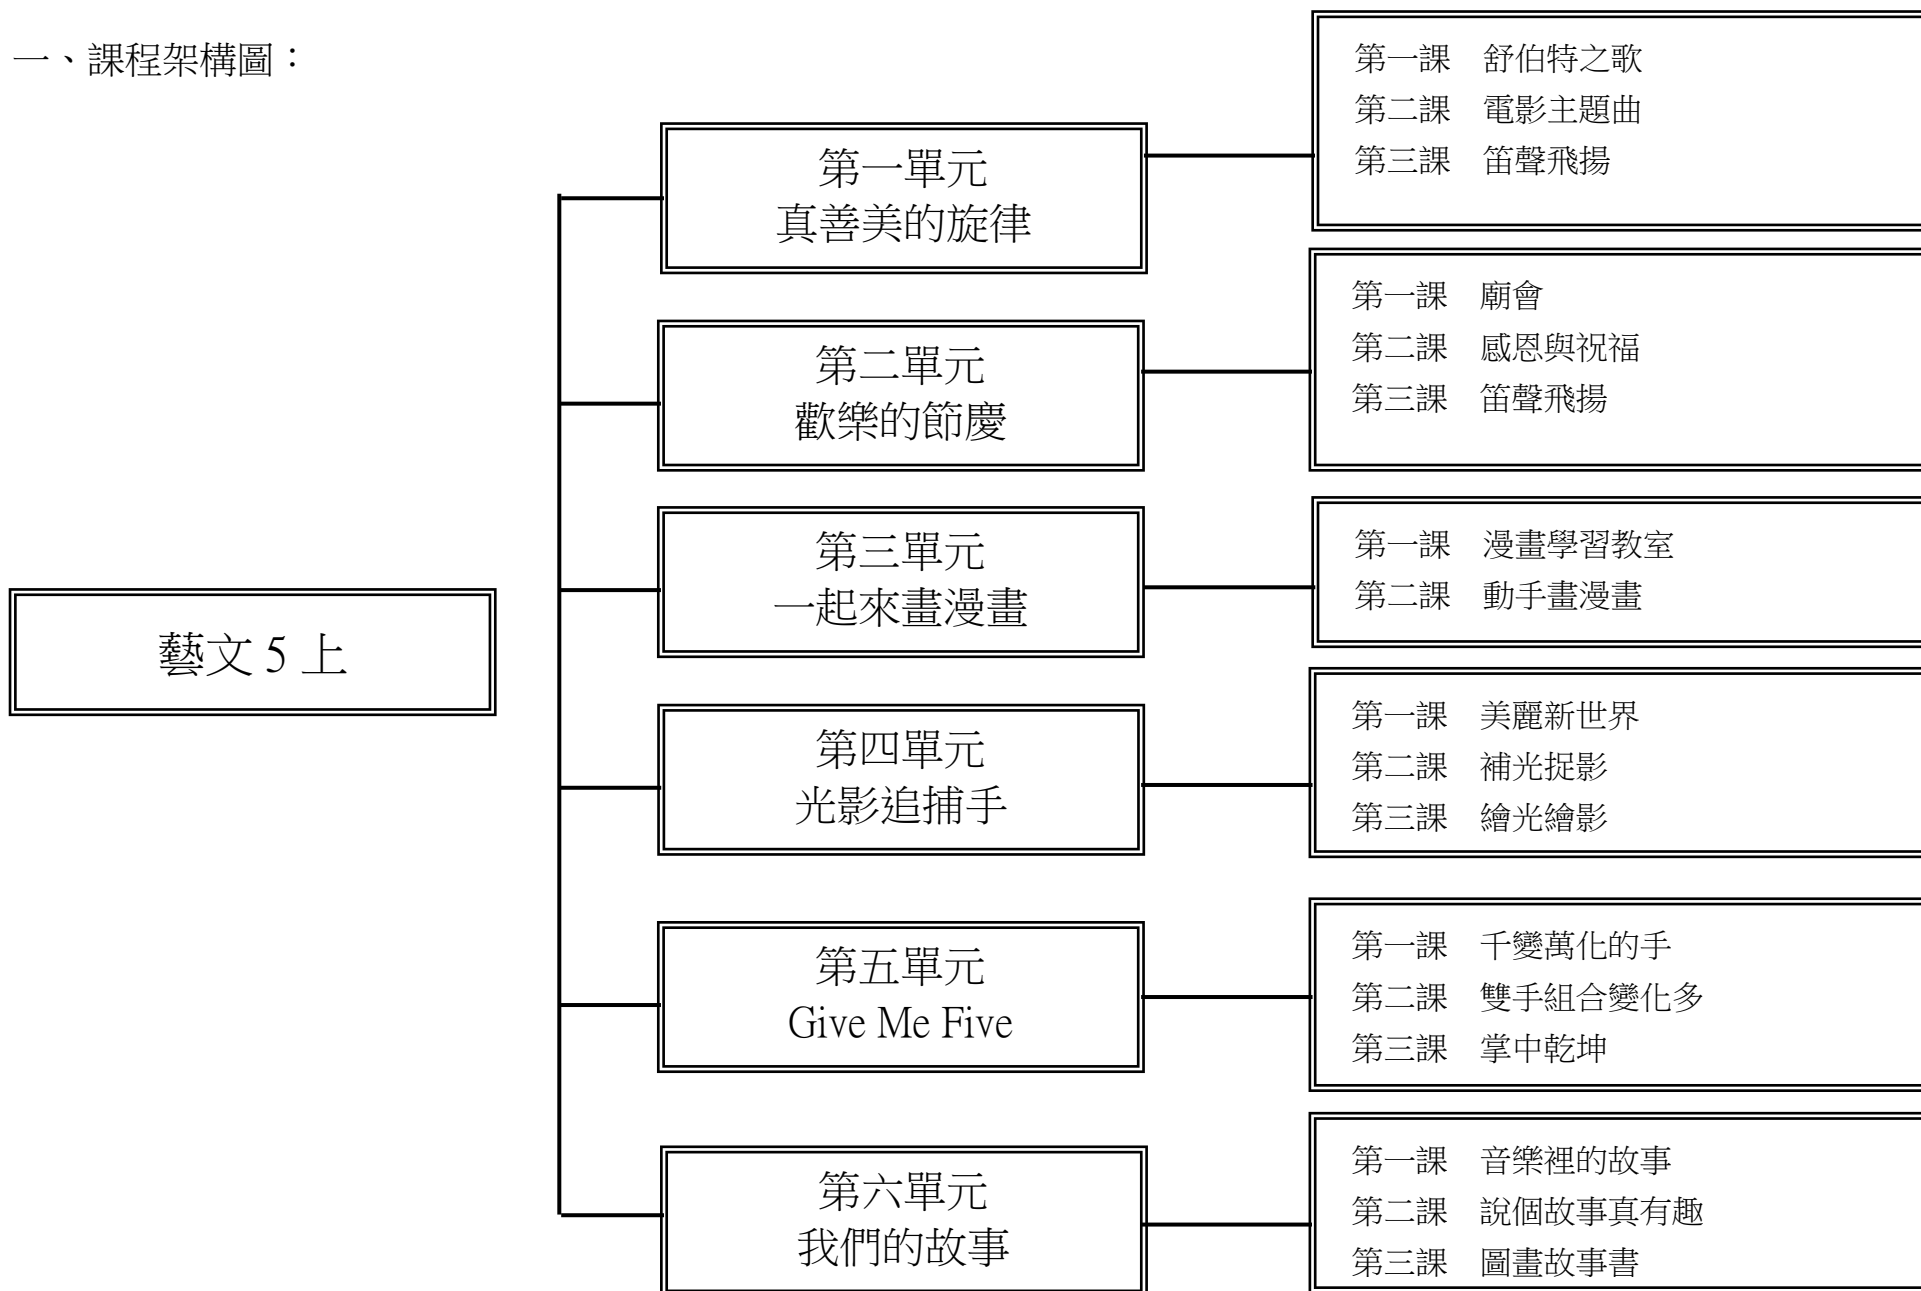 一、課程架構圖：
藝文 5 上
第一單元
真善美的旋律
第一課　舒伯特之歌
第二課　電影主題曲
第三課　笛聲飛揚
第二單元
歡樂的節慶
第一課　廟會
第二課　感恩與祝福
第三課　笛聲飛揚
第三單元
一起來畫漫畫
第一課　漫畫學習教室
第二課　動手畫漫畫
第四單元
光影追捕手
第一課　美麗新世界
第二課　補光捉影
第三課　繪光繪影
第五單元
Give Me Five
第一課　千變萬化的手
第二課　雙手組合變化多
第三課　掌中乾坤
第六單元
我們的故事
第一課　音樂裡的故事
第二課　說個故事真有趣
第三課　圖畫故事書